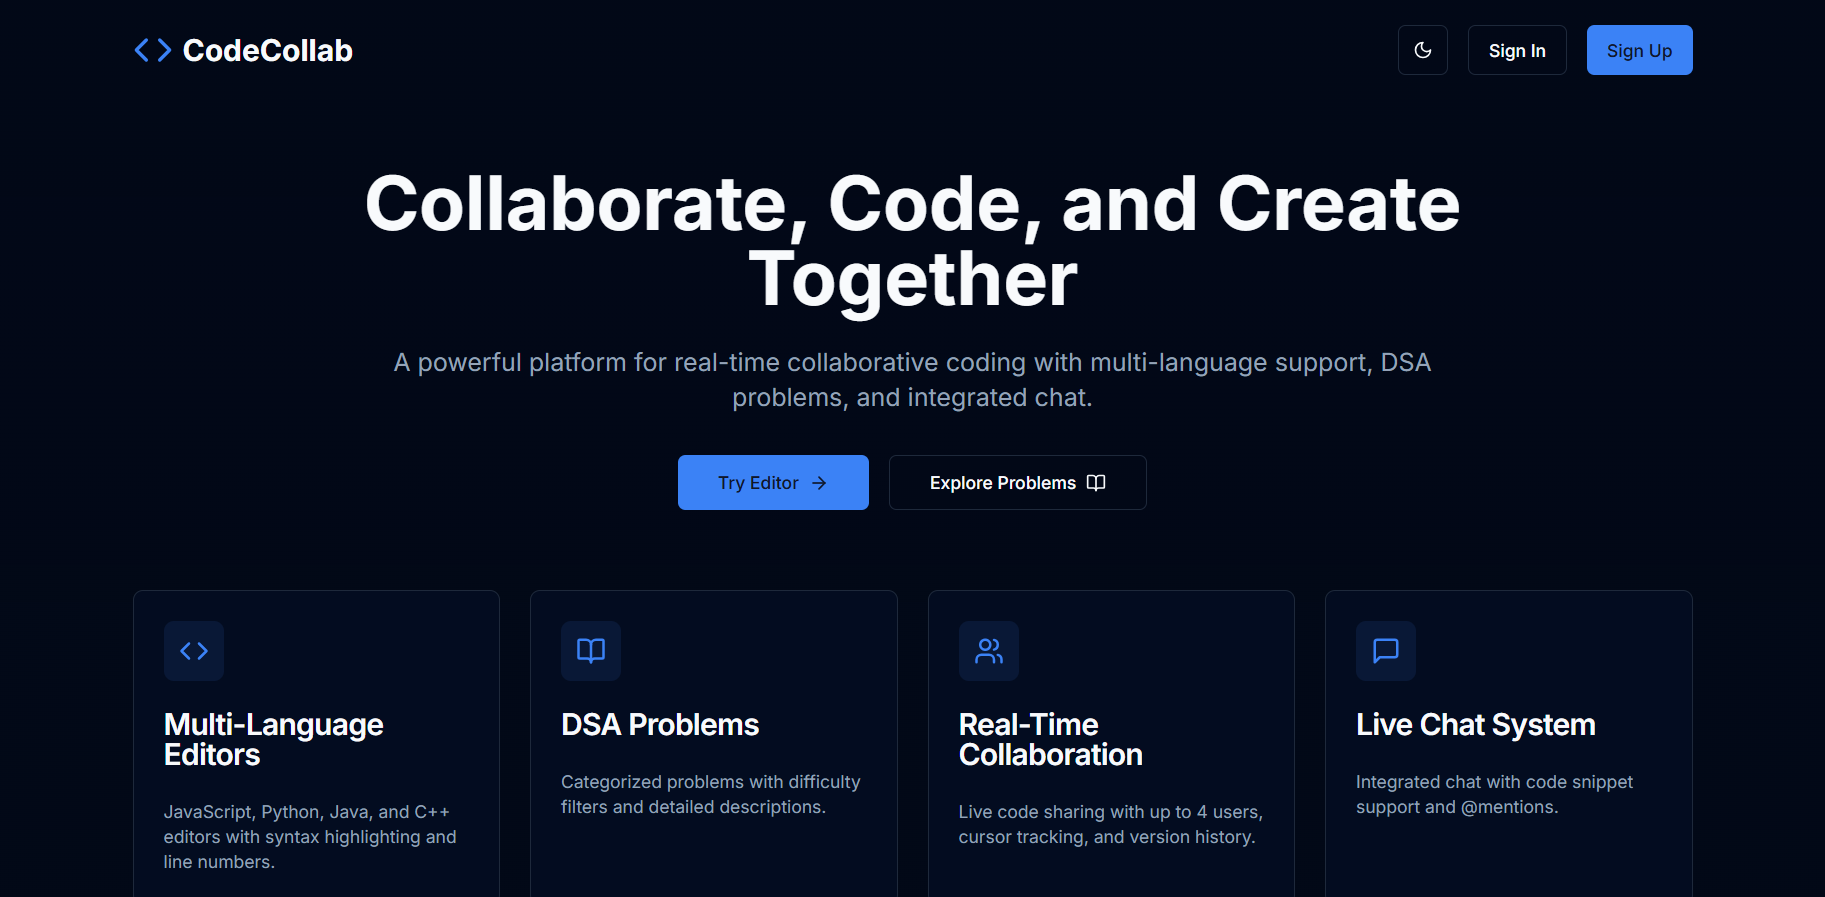 CodeCollab
Sign In
Sign Up
Collaborate, Code, and Create
Together
A powerful platform for real-time collaborative coding with multi-language support, DSA
problems, and integrated chat.
Try Editor
Explore Problems
Multi-Language
Editors
JavaScript, Python, Java, and C++
editors with syntax highlighting and
line numbers.
DSA Problems
Categorized problems with difficulty
filters and detailed descriptions.
Real-Time
Collaboration
Live code sharing with up to 4 users,
cursor tracking, and version history.
Live Chat System
Integrated chat with code snippet
support and @mentions.